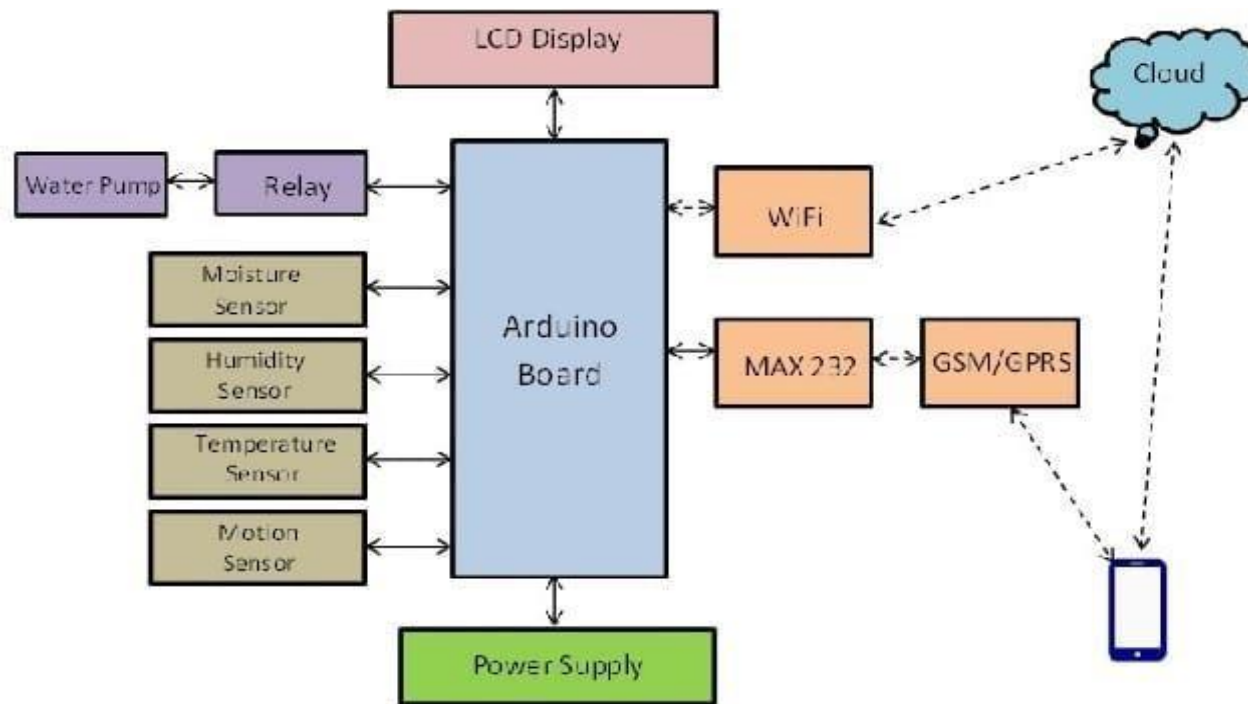 LCD Display
Cloud
Water Pump
Relay
WiFi
Moisture
Sensor
Arduino
Board
Humidity
Sensor
MAX 232
GSM/GPRS
Temperature
Sensor
Motion
Sensor
Power Supply